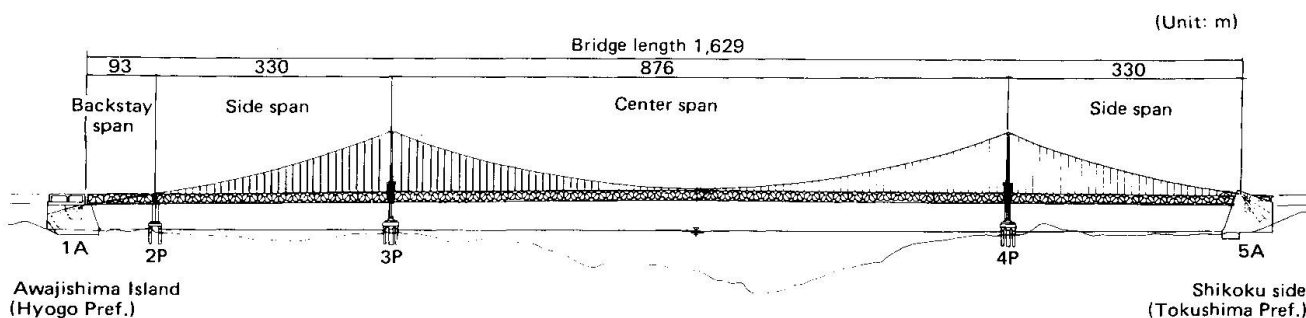 (Unit: m)
Bridge length 1,629
93
330
876
330
Backstay
span
Side span
Center span
Side span
1A
2P
3P
4P
5A
Awajishima Island
(Hyogo Pref.)
Shikoku side
(Tokushima Pref.)